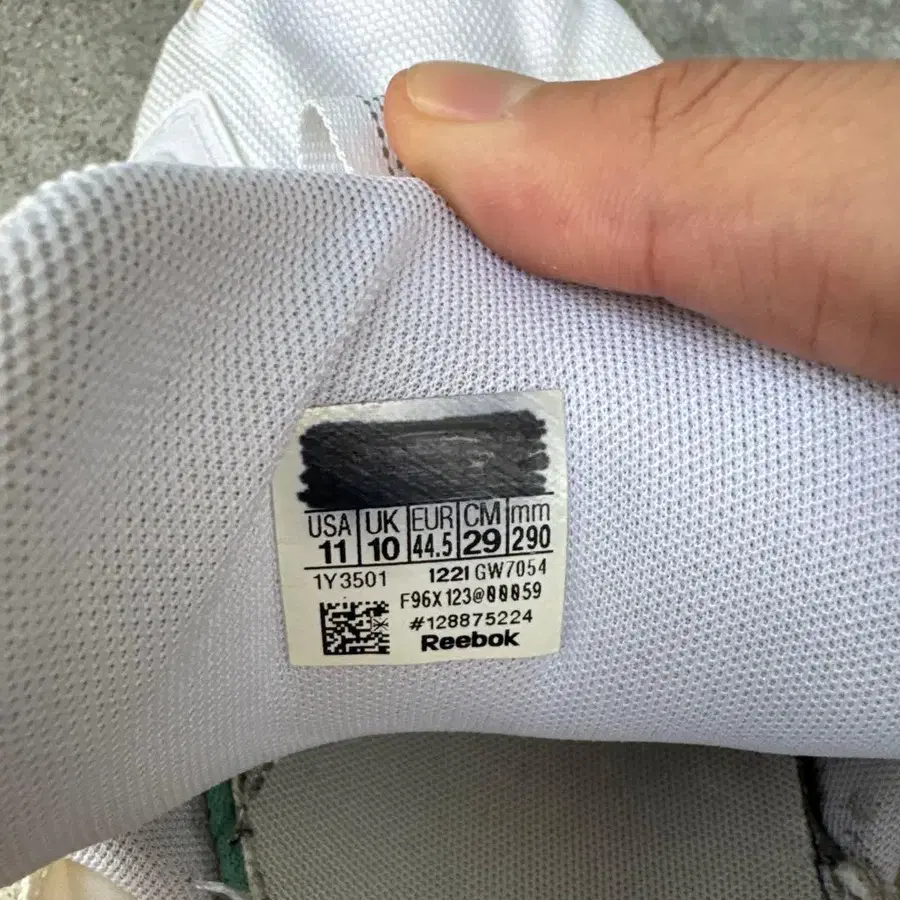 USA UK EUR CM mm
11 10 44.5 29 290
1Y3501 1221 GW7054
F96X123@00059
#128875224
Reebok